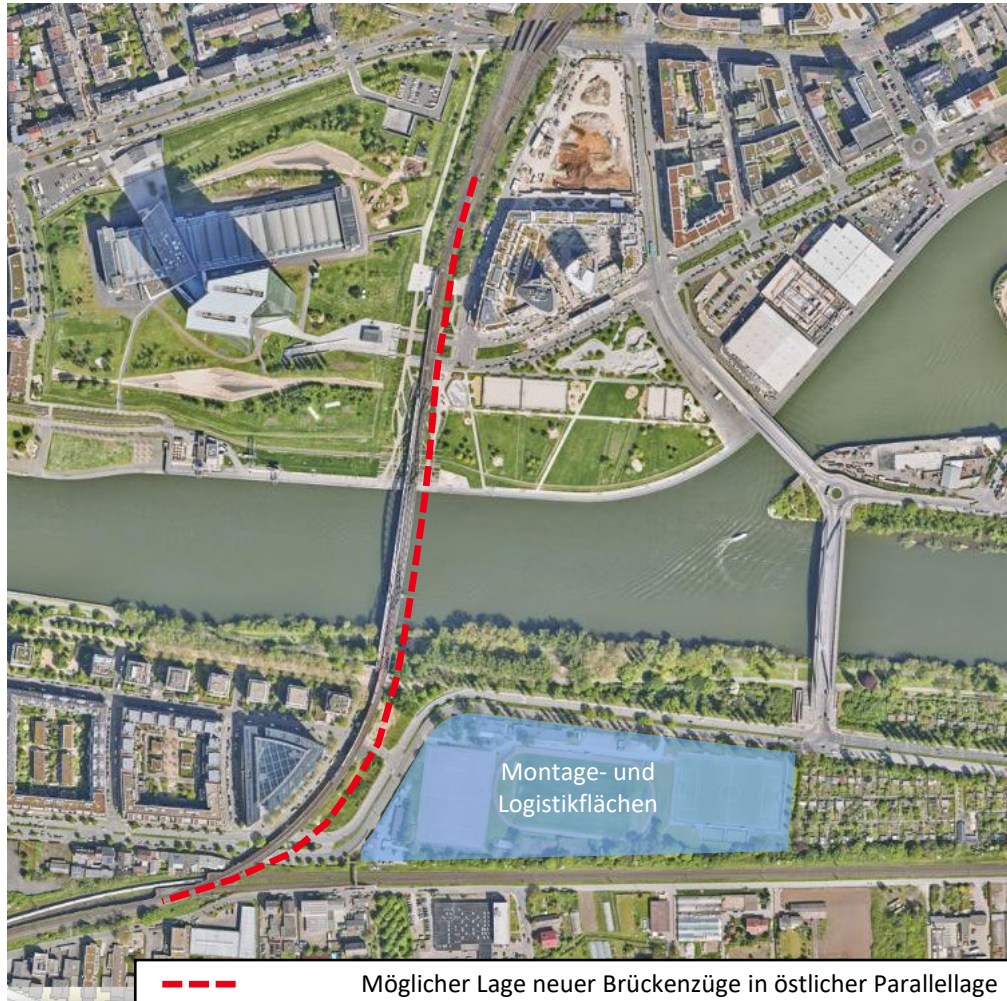 Montage- und
Logistikflächen
Möglicher Lage neuer Brückenzüge in östlicher Parallellage